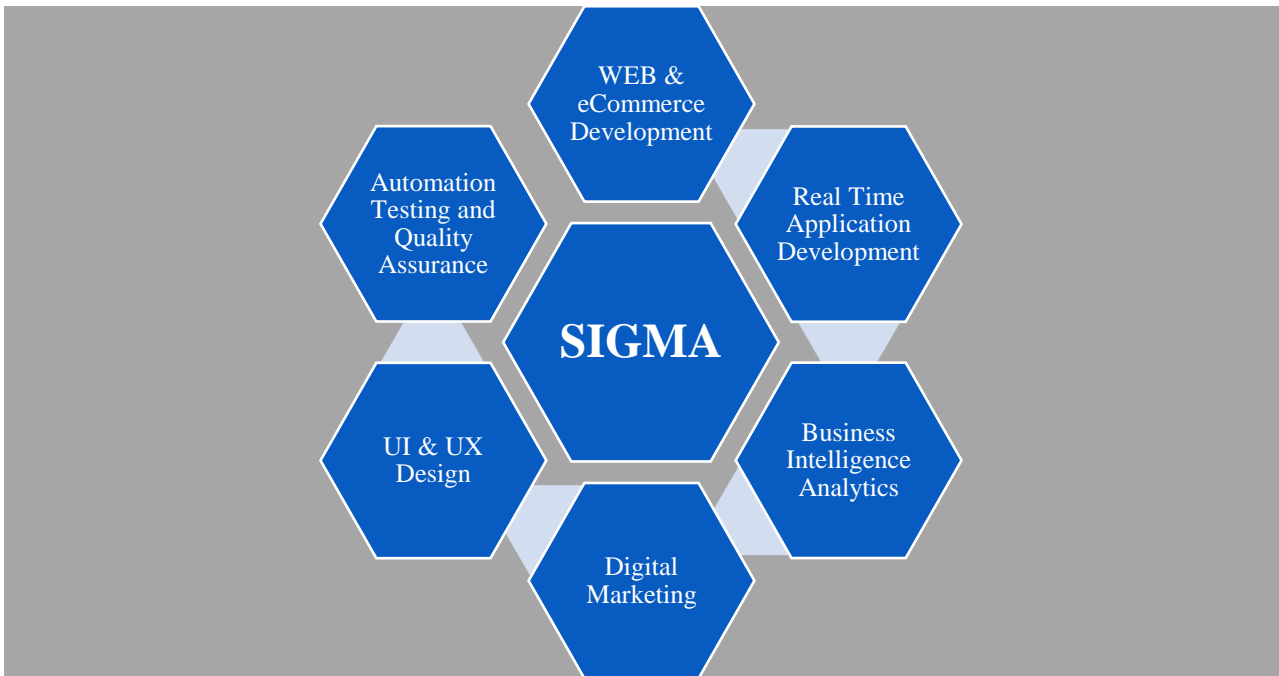 WEB &
eCommerce
Development
Real Time
Application
Development
Business
Intelligence
Analytics
Digital
Marketing
UI & UX
Design
Automation
Testing and
Quality
Assurance
SIGMA